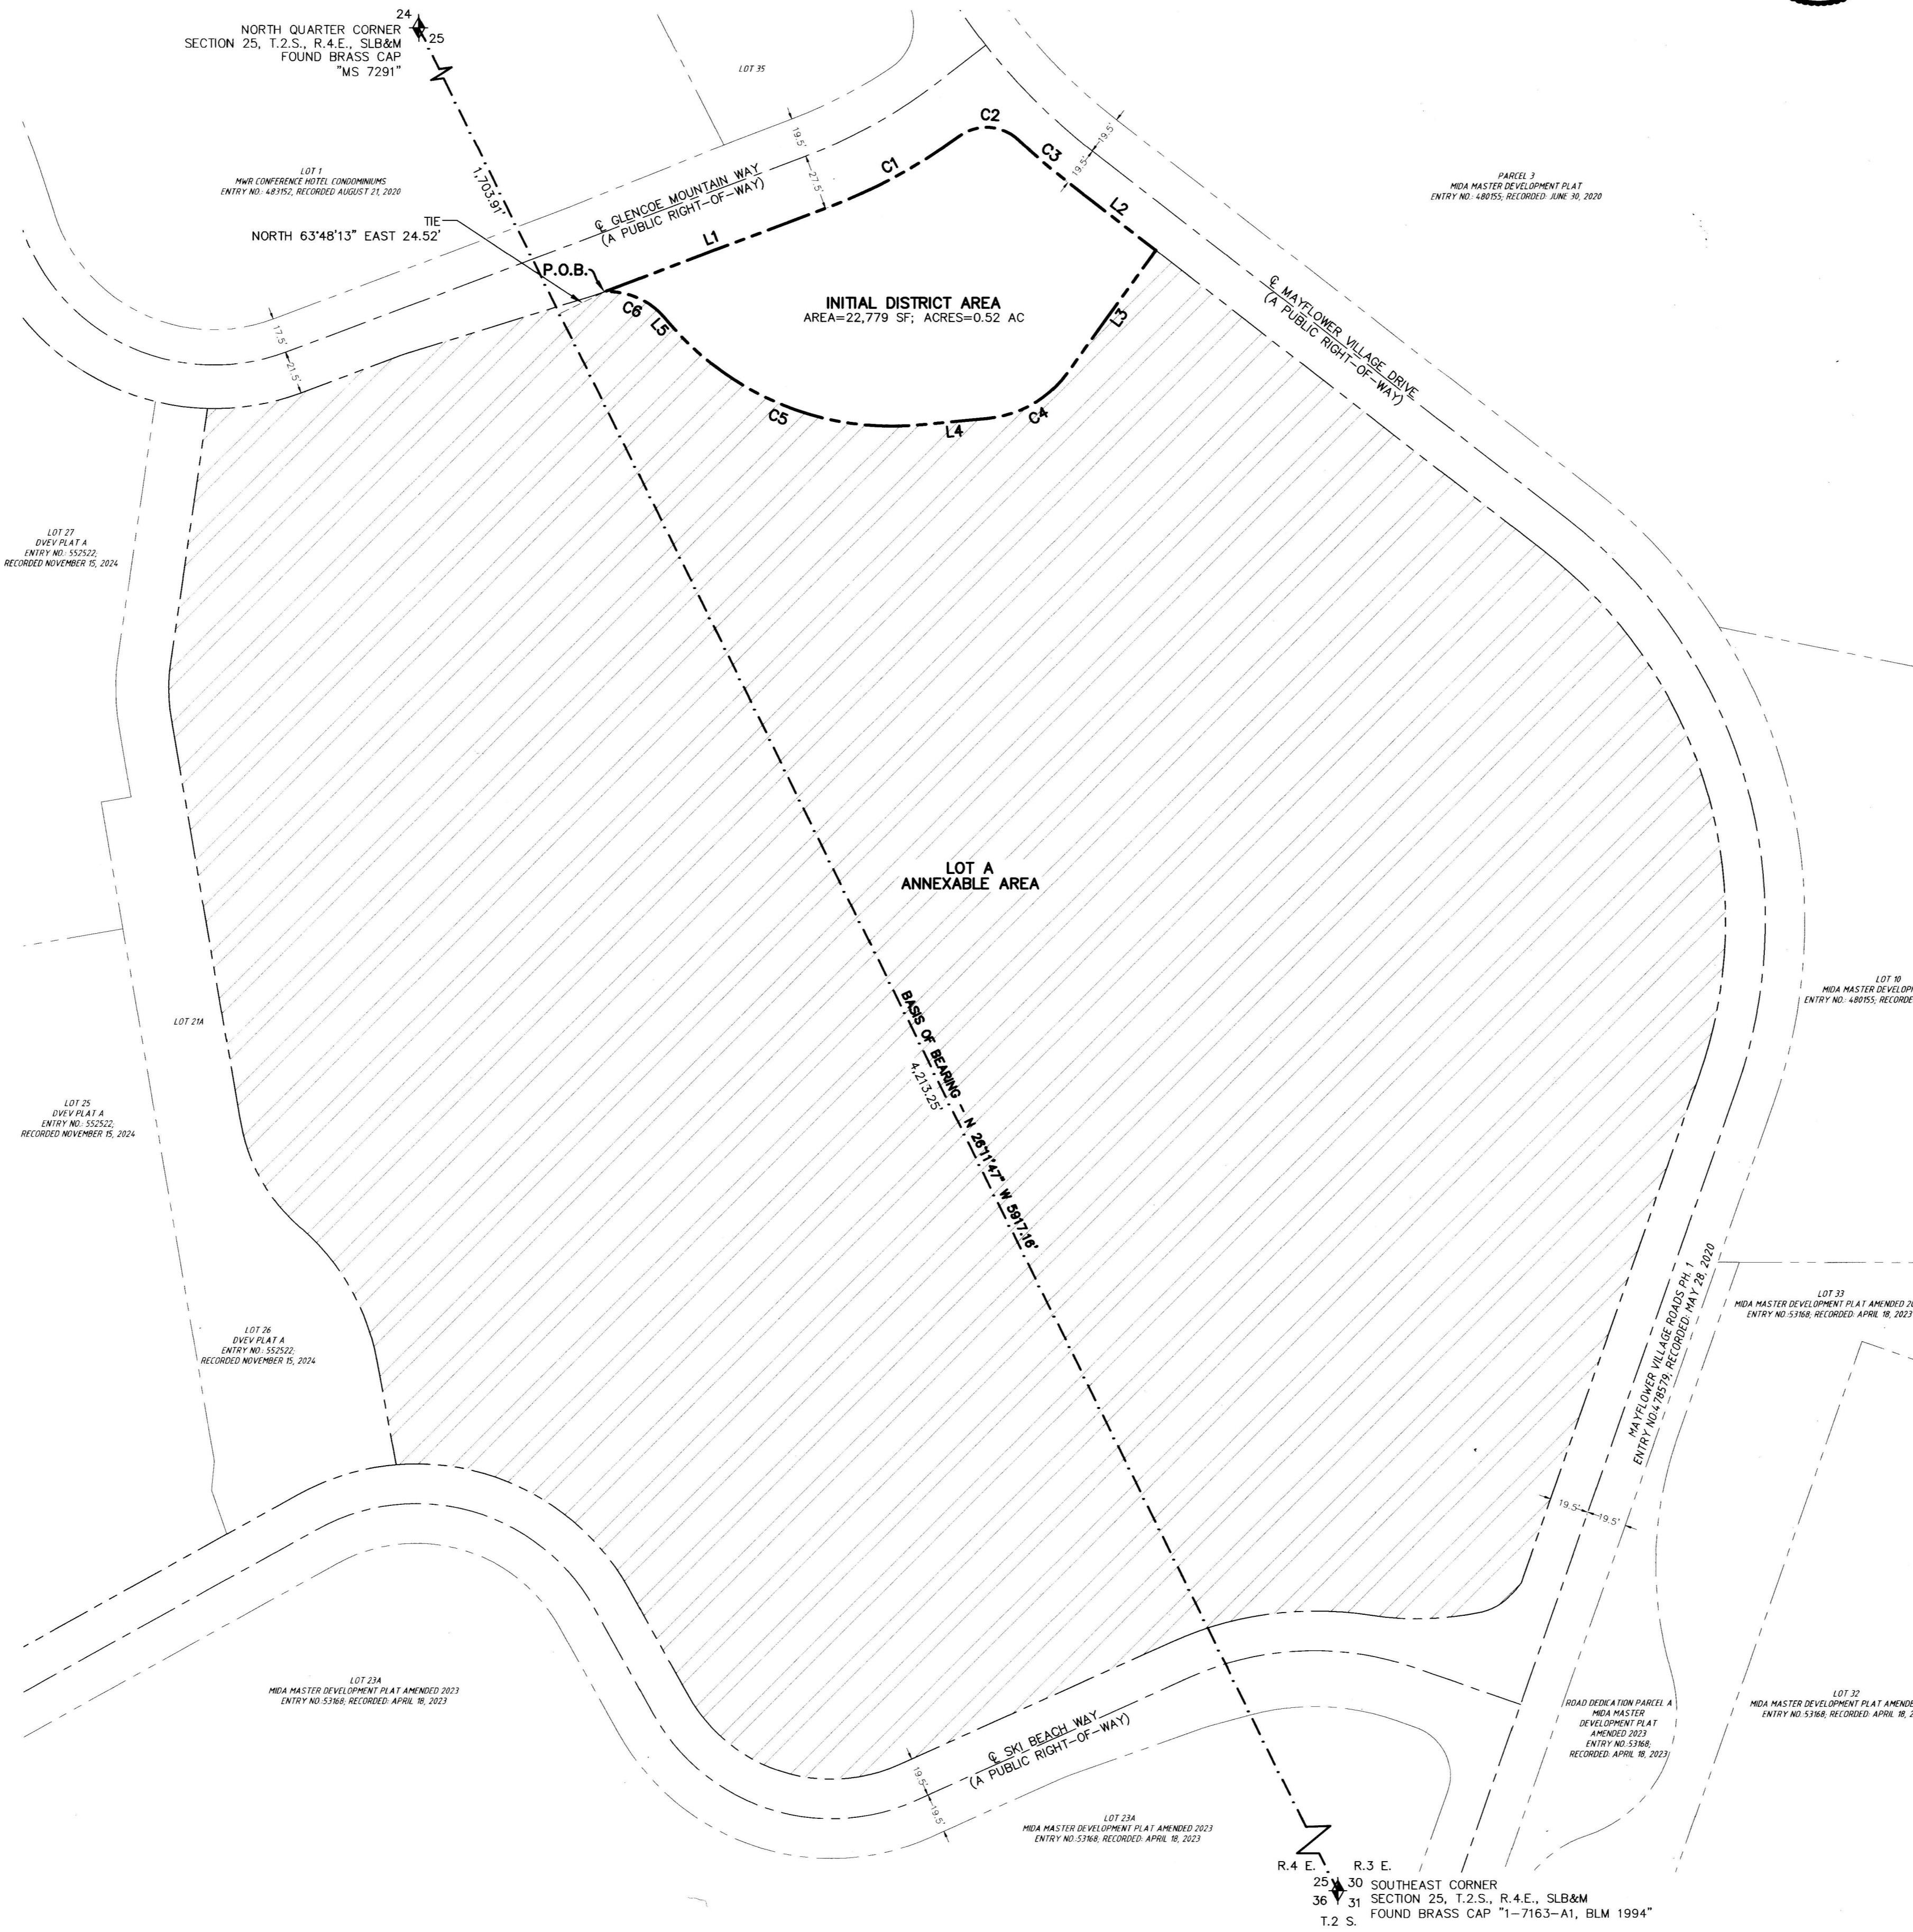 24
NORTH QUARTER CORNER
25
SECTION 25, T.2.S., R.4.E., SLB&M
FOUND BRASS CAP
"MS 7291"
LOT 35
C2
19.5'
19.5'
C3
19.5'
C1
LOT 1
MWR CONFERENCE HOTEL CONDOMINIUMS
ENTRY NO.: 483152, RECORDED AUGUST 21, 2020
1,703.91'
27.5'
PARCEL 3
MIDA MASTER DEVELOPMENT PLAT
ENTRY NO.: 480155; RECORDED: JUNE 30, 2020
℄ GLENCOE MOUNTAIN WAY
(A PUBLIC RIGHT-OF-WAY)
L2
TIE
NORTH 63°48'13" EAST 24.52'
L1
P.O.B.
C6
L5
INITIAL DISTRICT AREA
AREA=22,779 SF; ACRES=0.52 AC
L3
℄ MAYFLOWER VILLAGE DRIVE
(A PUBLIC RIGHT-OF-WAY)
17.5'
21.5'
C5
L4
C4
LOT 27
DVEV PLAT A
ENTRY NO.: 552522;
RECORDED NOVEMBER 15, 2024
LOT A
ANNEXABLE AREA
LOT 10
MIDA MASTER DEVELOP
ENTRY NO.: 480155; RECORDE
LOT 21A
BASIS OF BEARING - N 26°11'47" W 5917.16'
4,213.25'
LOT 25
DVEV PLAT A
ENTRY NO.: 552522;
RECORDED NOVEMBER 15, 2024
LOT 26
DVEV PLAT A
ENTRY NO.: 552522;
RECORDED NOVEMBER 15, 2024
MAYFLOWER VILLAGE ROADS PH. 1
ENTRY NO:478579; RECORDED: MAY 28, 2020
LOT 33
MIDA MASTER DEVELOPMENT PLAT AMENDED 20
ENTRY NO.:53168; RECORDED: APRIL 18, 2023
19.5'
19.5'
LOT 23A
MIDA MASTER DEVELOPMENT PLAT AMENDED 2023
ENTRY NO.:53168; RECORDED: APRIL 18, 2023
ROAD DEDICATION PARCEL A
MIDA MASTER
DEVELOPMENT PLAT
AMENDED 2023
ENTRY NO.:53168;
RECORDED: APRIL 18, 2023
LOT 32
MIDA MASTER DEVELOPMENT PLAT AMENDE
ENTRY NO.:53168; RECORDED: APRIL 18, 2
℄ SKI BEACH WAY
(A PUBLIC RIGHT-OF-WAY)
19.5'
19.5'
LOT 23A
MIDA MASTER DEVELOPMENT PLAT AMENDED 2023
ENTRY NO.:53168; RECORDED: APRIL 18, 2023
R.4 E. R.3 E.
25 30 SOUTHEAST CORNER
36 31 SECTION 25, T.2.S., R.4.E., SLB&M
FOUND BRASS CAP "1-7163-A1, BLM 1994"
T.2 S.